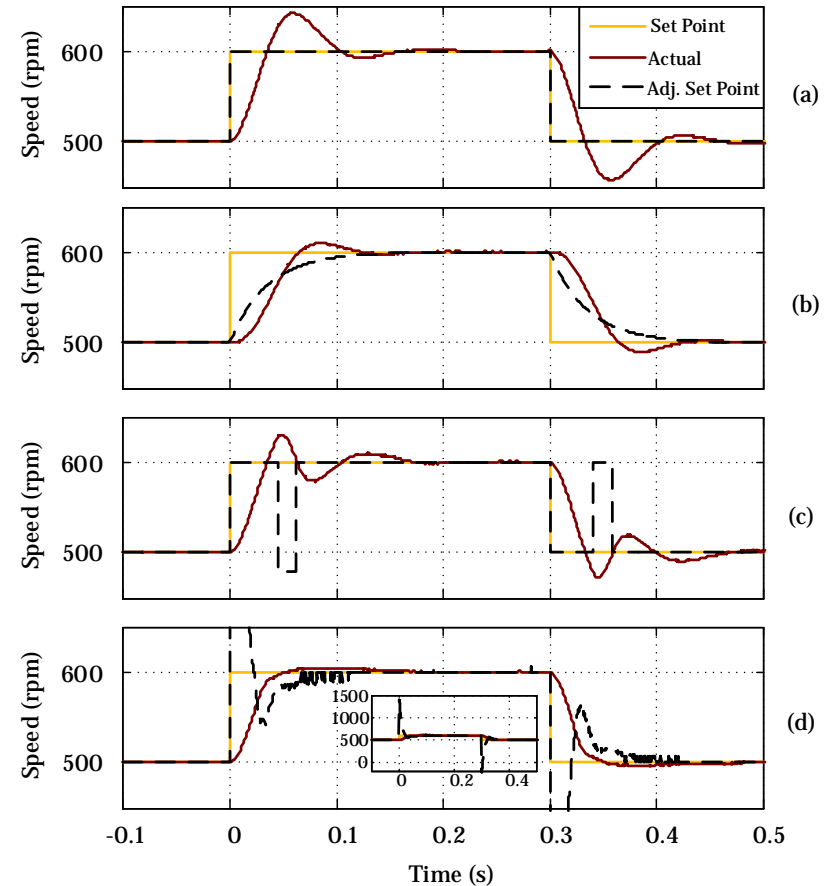 Speed (rpm)
600
500
Set Point
Actual
Adj. Set Point
(a)
Speed (rpm)
600
500
(b)
Speed (rpm)
600
500
(c)
Speed (rpm)
600
500
1500
1000
500
0
0 0.2 0.4
(d)
-0.1 0 0.1 0.2 0.3 0.4 0.5
Time (s)